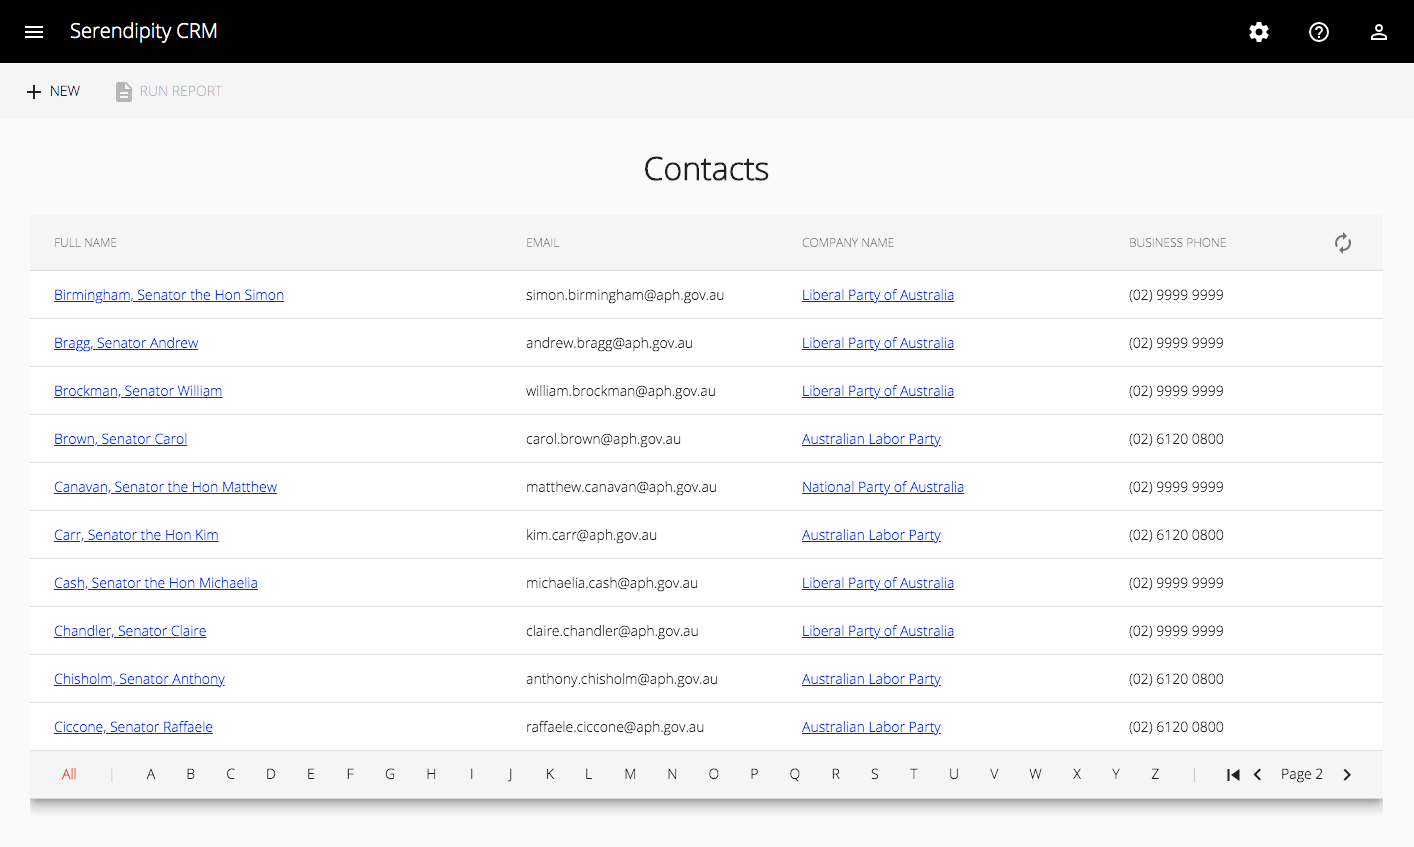 Serendipity CRM
NEW RUN REPORT
Contacts
FULL NAME EMAIL COMPANY NAME BUSINESS PHONE
Birmingham, Senator the Hon Simon simon.birmingham@aph.gov.au Liberal Party of Australia (02) 9999 9999
Bragg, Senator Andrew andrew.bragg@aph.gov.au Liberal Party of Australia (02) 9999 9999
Brockman, Senator William william.brockman@aph.gov.au Liberal Party of Australia (02) 9999 9999
Brown, Senator Carol carol.brown@aph.gov.au Australian Labor Party (02) 6120 0800
Canavan, Senator the Hon Matthew matthew.canavan@aph.gov.au National Party of Australia (02) 9999 9999
Carr, Senator the Hon Kim kim.carr@aph.gov.au Australian Labor Party (02) 6120 0800
Cash, Senator the Hon Michaelia michaelia.cash@aph.gov.au Liberal Party of Australia (02) 9999 9999
Chandler, Senator Claire claire.chandler@aph.gov.au Liberal Party of Australia (02) 9999 9999
Chisholm, Senator Anthony anthony.chisholm@aph.gov.au Australian Labor Party (02) 6120 0800
Ciccone, Senator Raffaele raffaele.ciccone@aph.gov.au Australian Labor Party (02) 6120 0800
All | A B C D E F G H I J K L M N O P Q R S T U V W X Y Z | Page 2